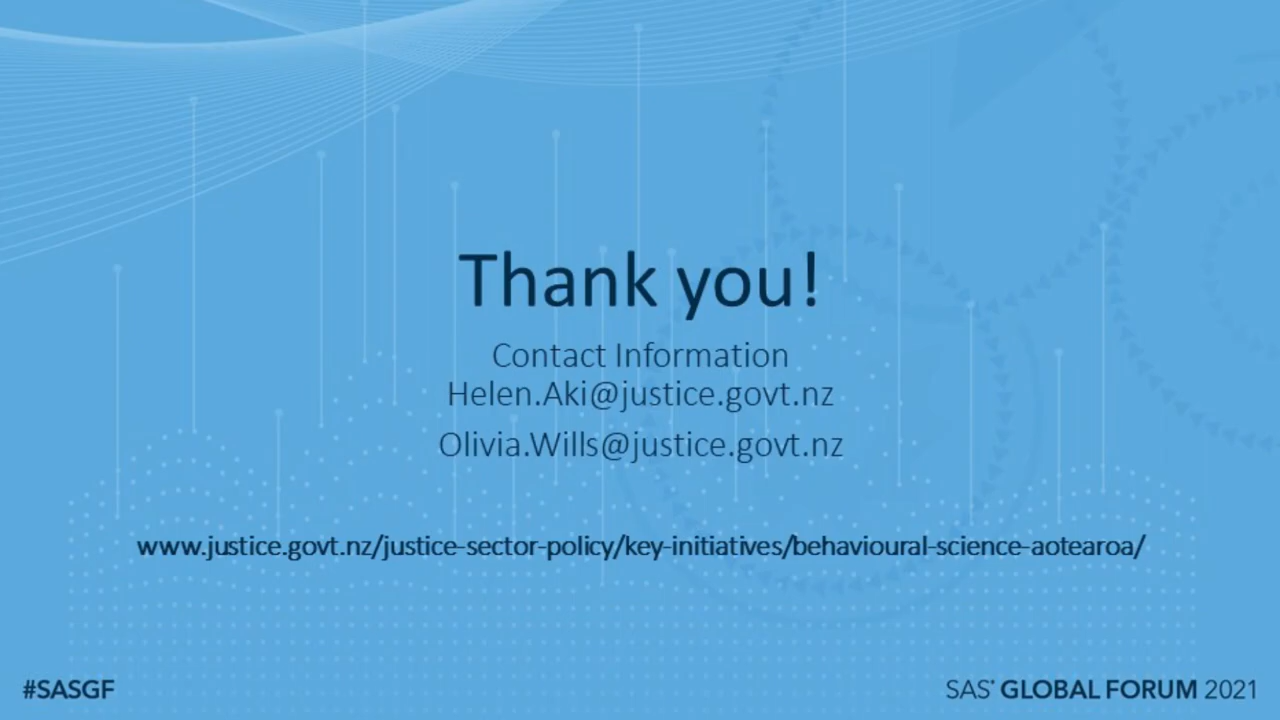 Thank you!
Contact Information
Helen.Aki@justice.govt.nz
Olivia.Wills@justice.govt.nz
www.justice.govt.nz/justice-sector-policy/key-initiatives/behavioural-science-aotearoa/
#SASGF
SAS® GLOBAL FORUM 2021